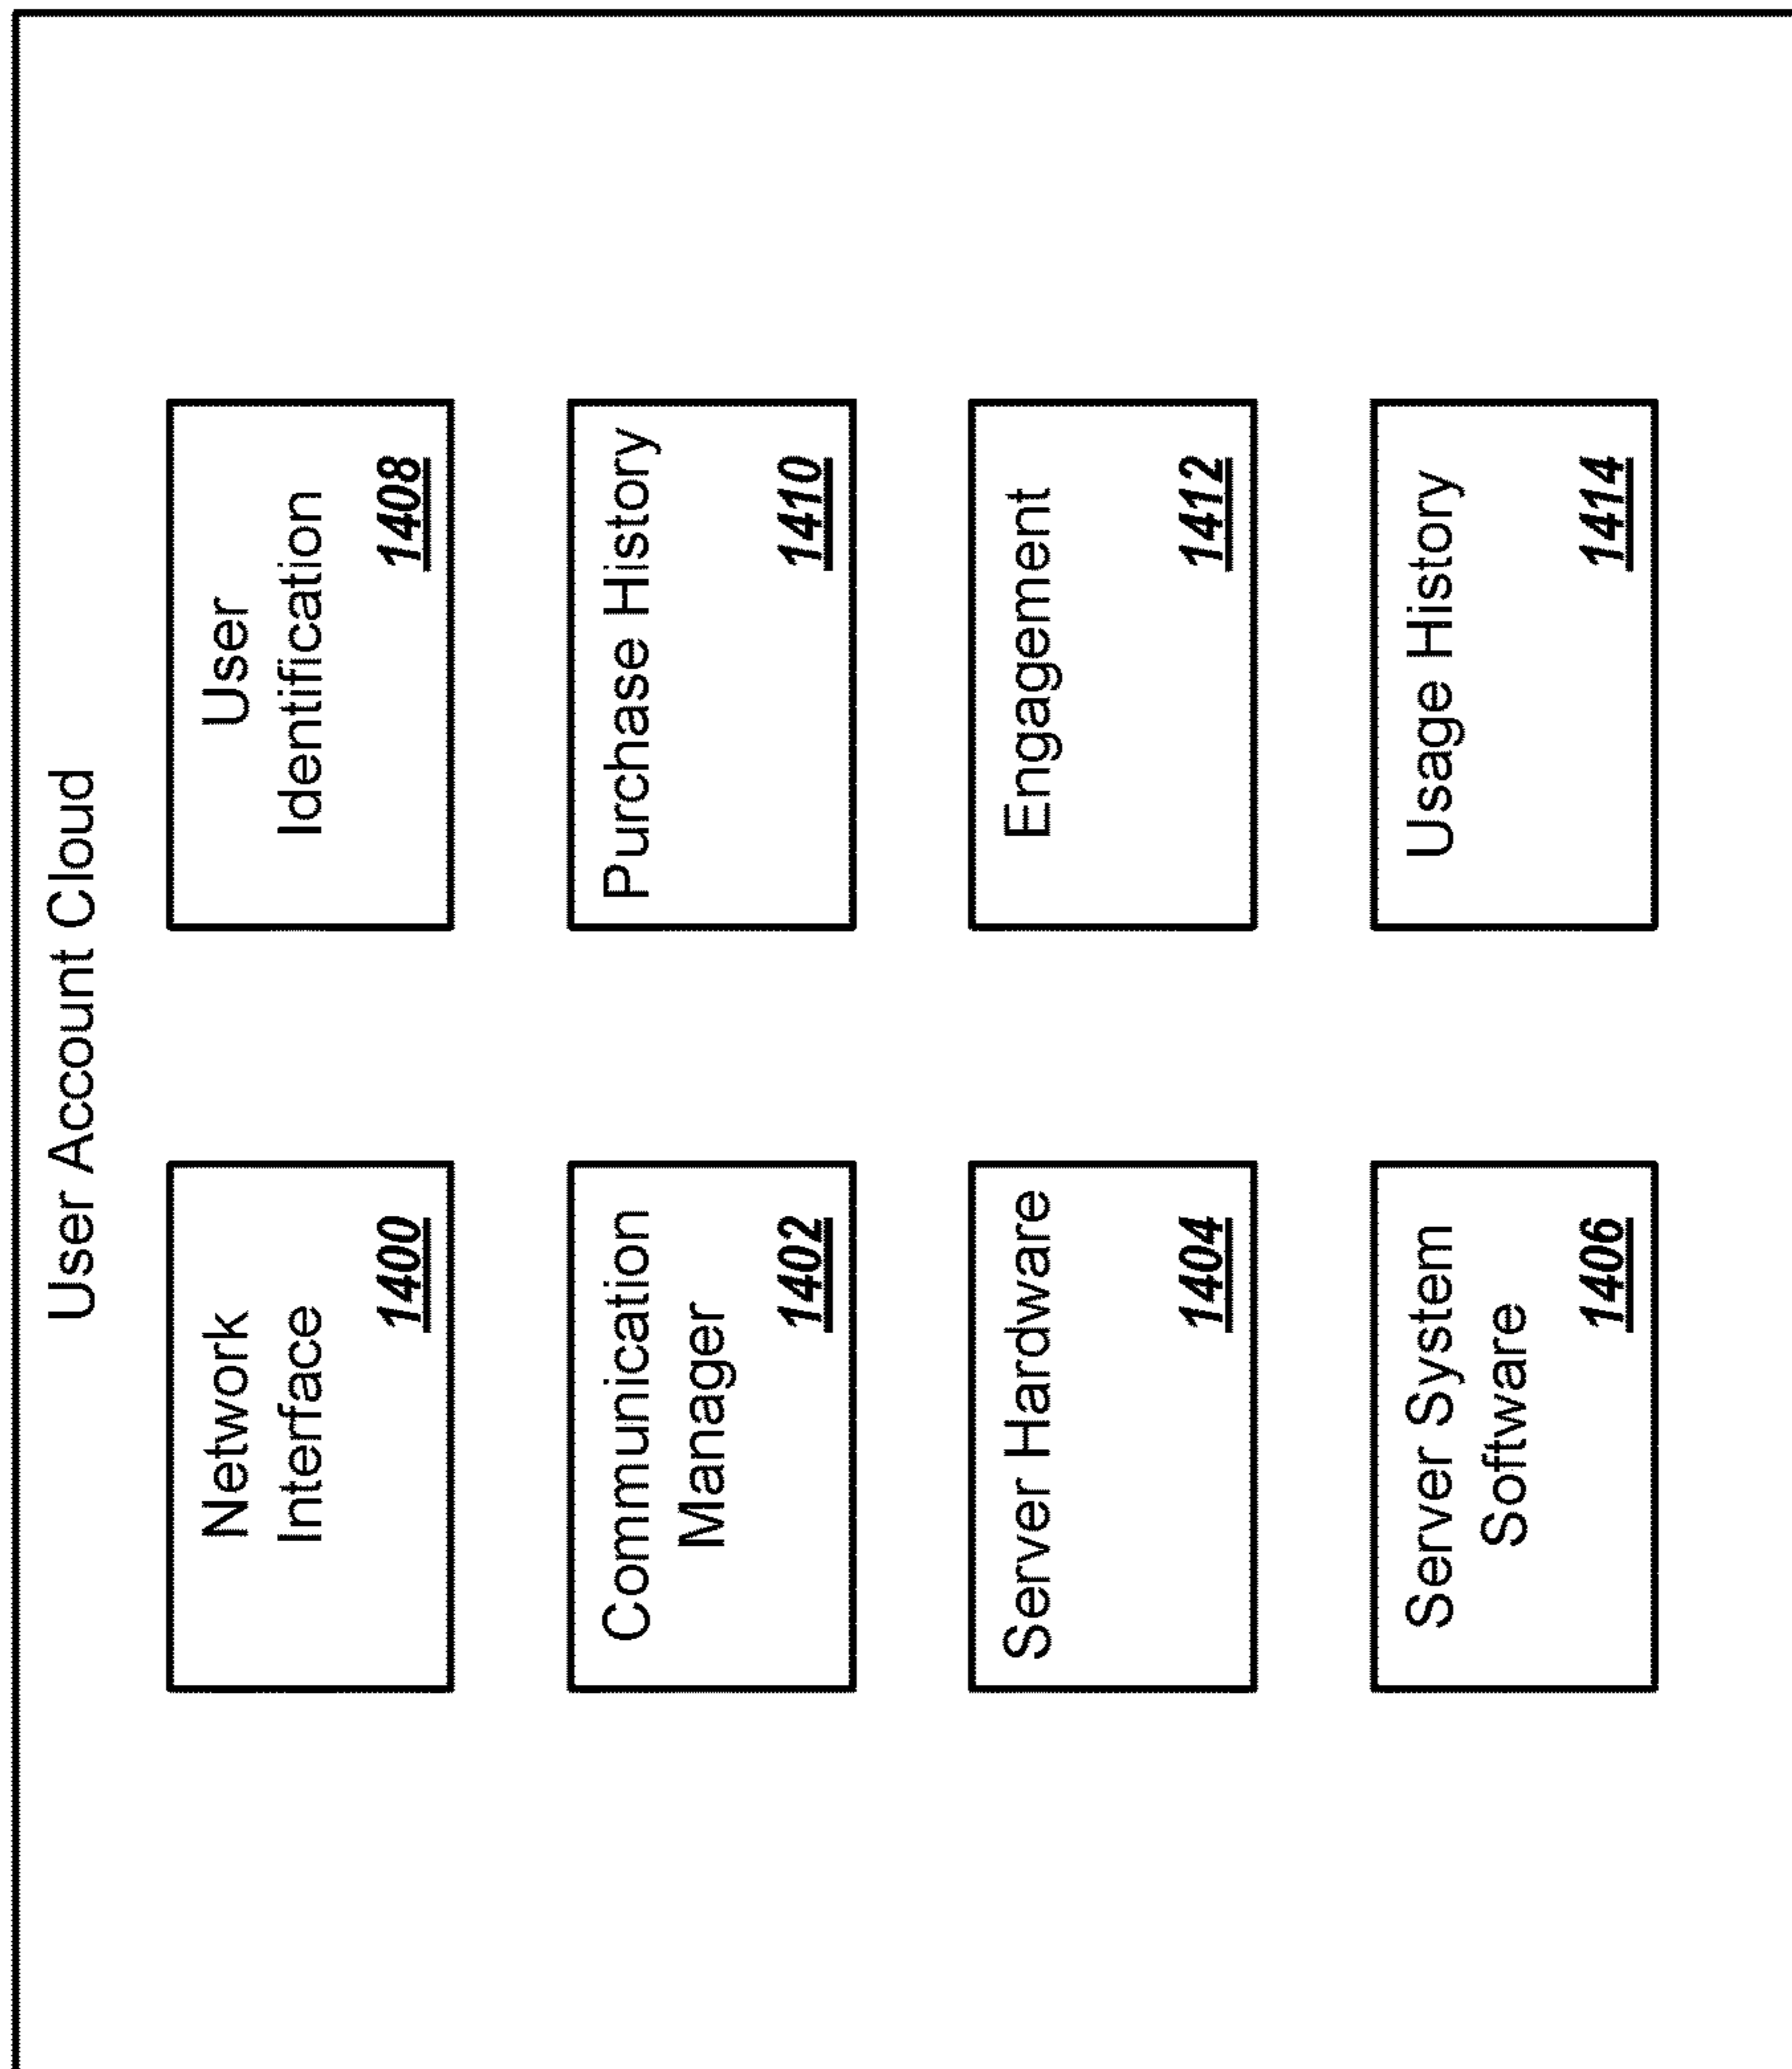 User Account Cloud
Network
Interface
1400
Communication
Manager
1402
Server Hardware
1404
Server System
Software
1406
User
Identification
1408
Purchase History
1410
Engagement
1412
Usage History
1414